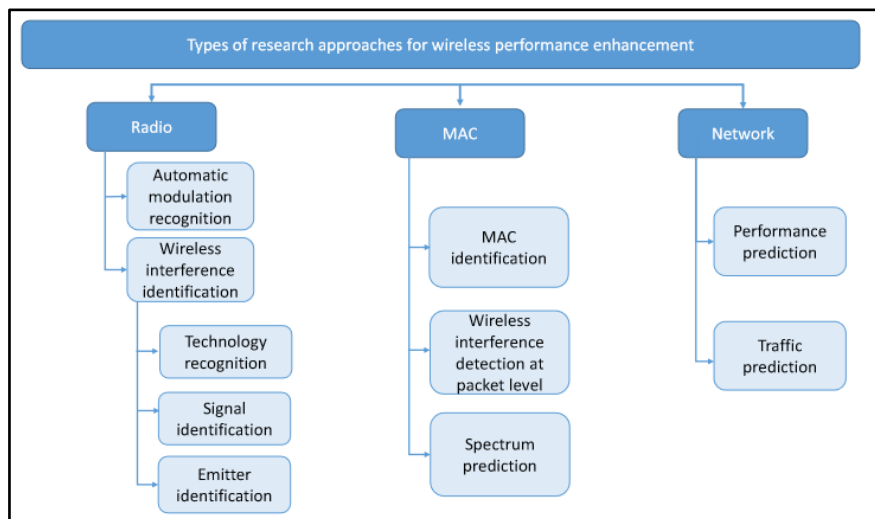 Types of research approaches for wireless performance enhancement
Radio
Automatic
modulation
recognition
Wireless
interference
identification
Technology
recognition
Signal
identification
Emitter
identification
MAC
MAC
identification
Wireless
interference
detection at
packet level
Spectrum
prediction
Network
Performance
prediction
Traffic
prediction